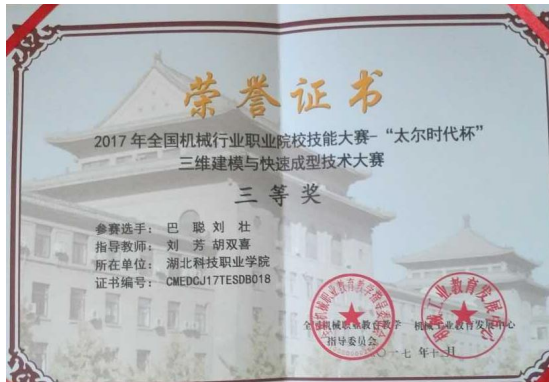 荣誉证书
2017年全国机械行业职业院校技能大赛-“太尔时代杯”
三维建模与快速成型技术大赛
三等奖
参赛选手: 巴聪 刘壮
指导教师: 刘芳 胡双喜
所在单位: 湖北科技职业学院
证书编号: CMEDCJ17TESDB018
全国机械职业教育教学 机械工业教育发展中心
指导委员会
二〇一七年十二月